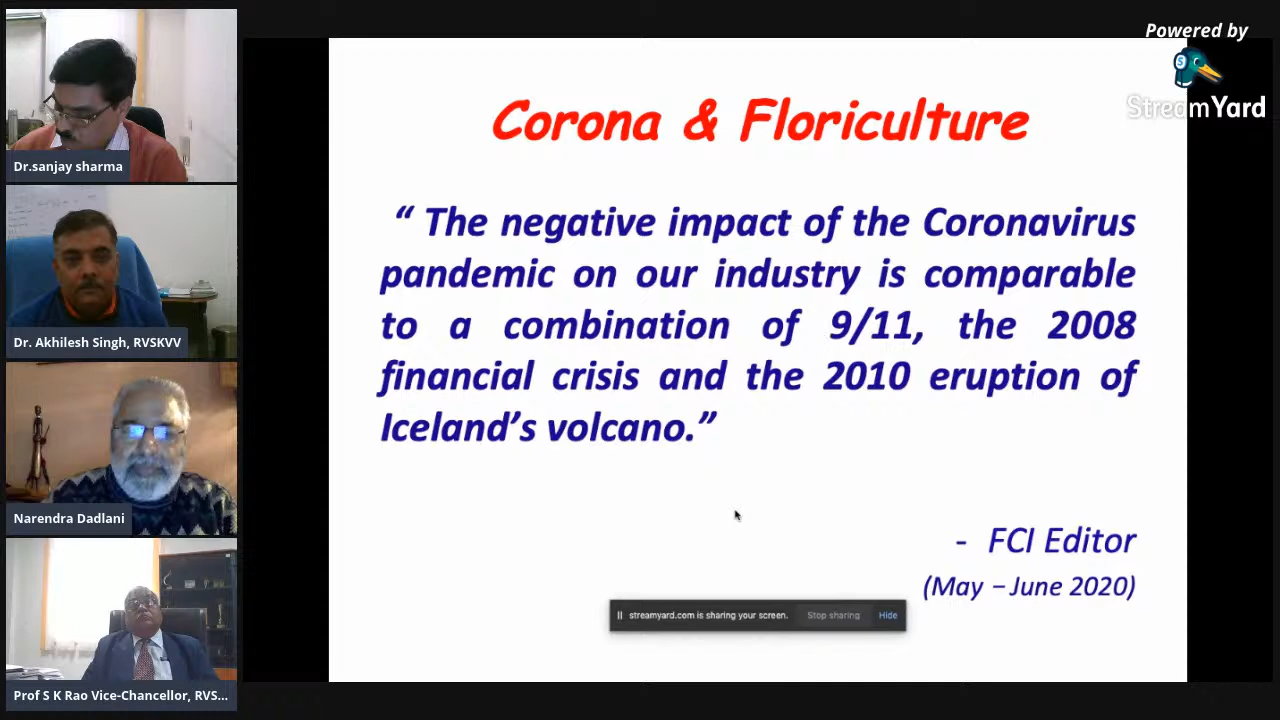 Dr.sanjay sharma
Dr. Akhilesh Singh, RVSKVV
Narendra Dadlani
Prof S K Rao Vice-Chancellor, RVS...
Corona & Floriculture
“ The negative impact of the Coronavirus
pandemic on our industry is comparable
to a combination of 9/11, the 2008
financial crisis and the 2010 eruption of
Iceland’s volcano.”
- FCI Editor
(May – June 2020)
streamyard.com is sharing your screen. Stop sharing Hide
Powered by
StreamYard